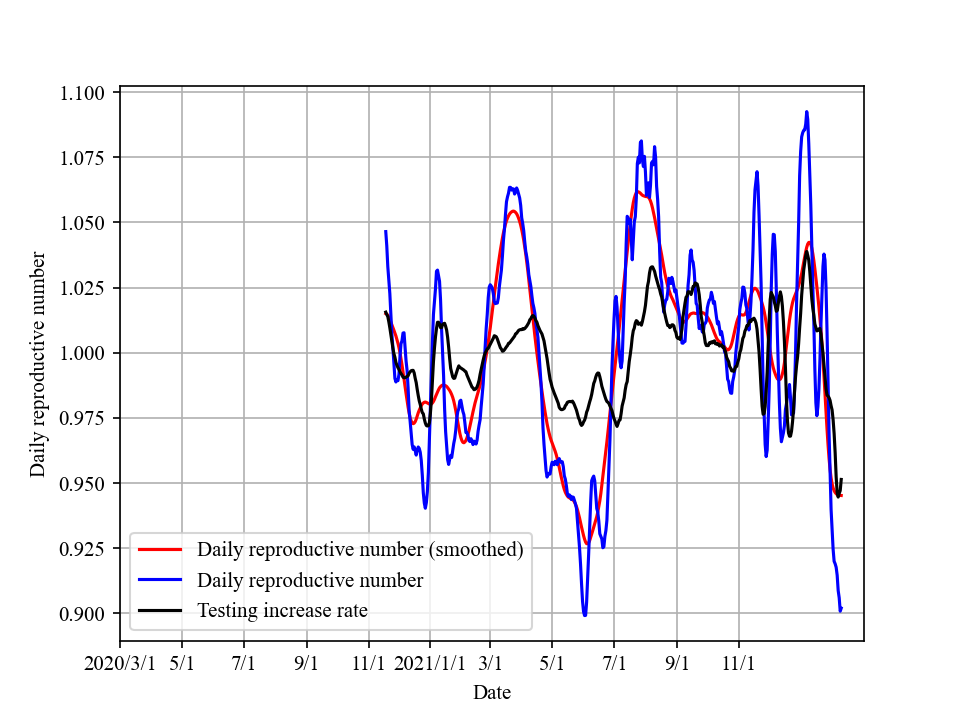 Daily reproductive number
1.100
1.075
1.050
1.025
1.000
0.975
0.950
0.925
0.900
Daily reproductive number (smoothed)
Daily reproductive number
Testing increase rate
2020/3/1 5/1 7/1 9/1 11/1 2021/1/1 3/1 5/1 7/1 9/1 11/1
Date